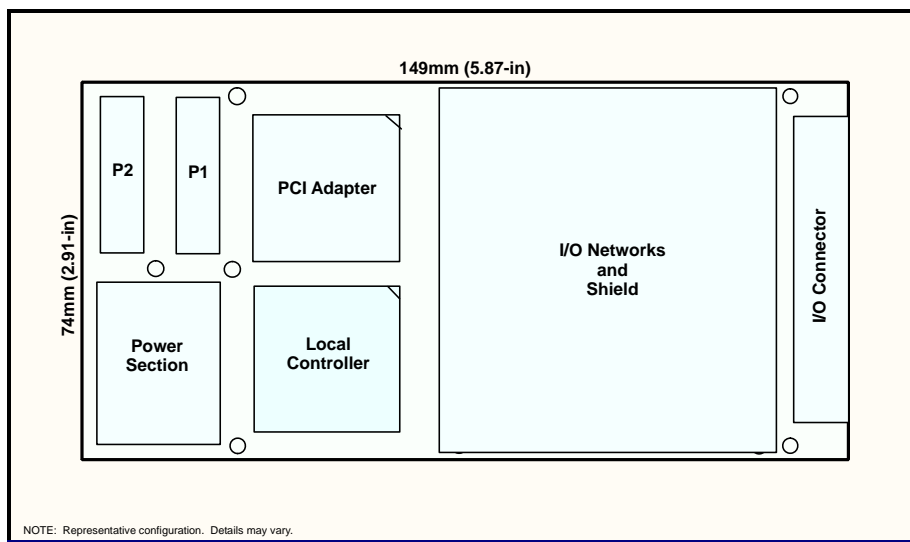 149mm (5.87-in)
74mm (2.91-in)
P2
P1
PCI Adapter
I/O Networks
and
Shield
I/O Connector
Power
Section
Local
Controller
NOTE:  Representative configuration.  Details may vary.